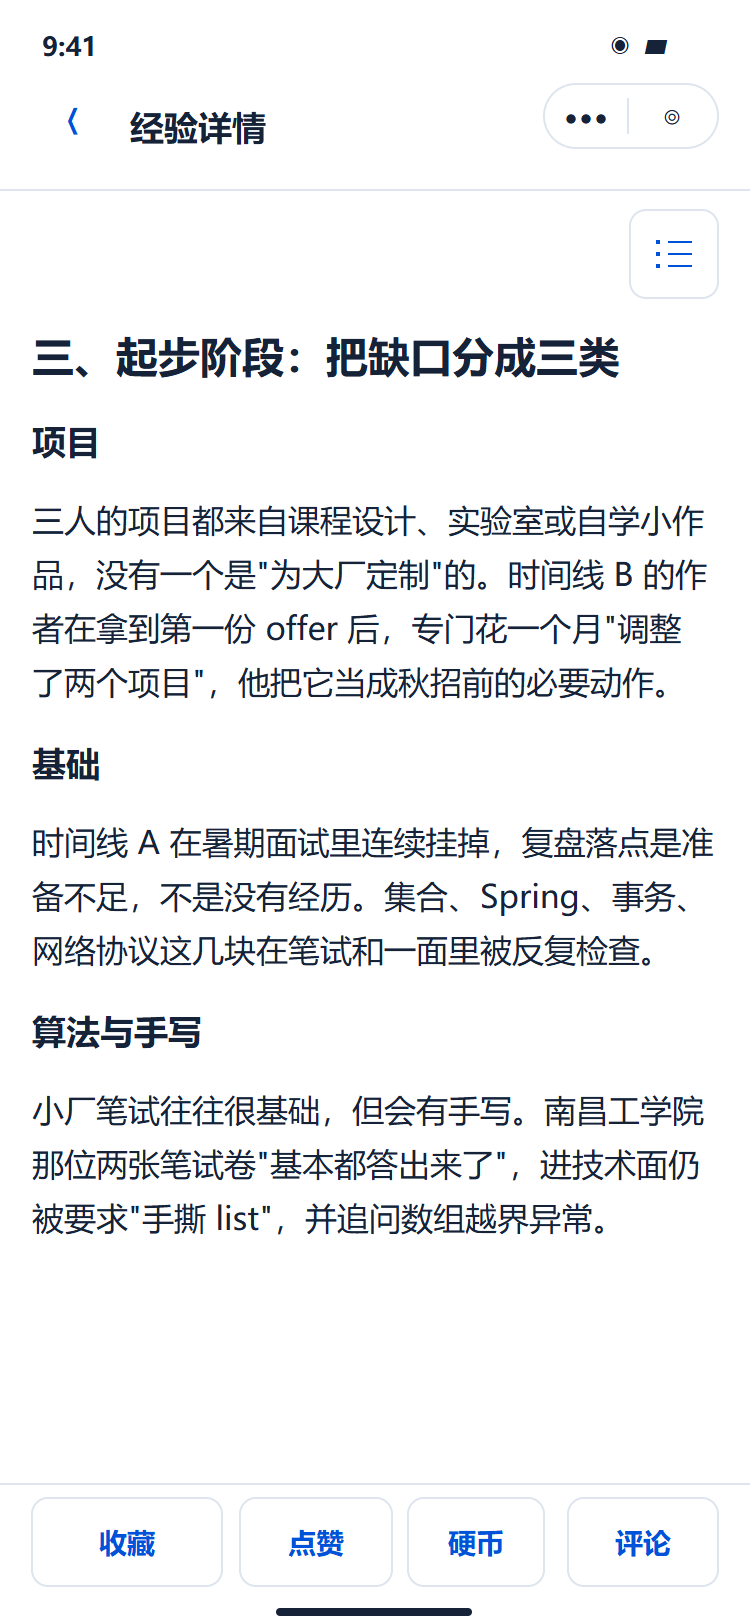 9:41
经验详情
三、起步阶段：把缺口分成三类
项目
三人的项目都来自课程设计、实验室或自学小作
品，没有一个是"为大厂定制"的。时间线 B 的作
者在拿到第一份 offer 后，专门花一个月"调整
了两个项目"，他把它当成秋招前的必要动作。
基础
时间线 A 在暑期面试里连续挂掉，复盘落点是准
备不足，不是没有经历。集合、Spring、事务、
网络协议这几块在笔试和一面里被反复检查。
算法与手写
小厂笔试往往很基础，但会有手写。南昌工学院
那位两张笔试卷"基本都答出来了"，进技术面仍
被要求"手撕 list"，并追问数组越界异常。
收藏
点赞
硬币
评论